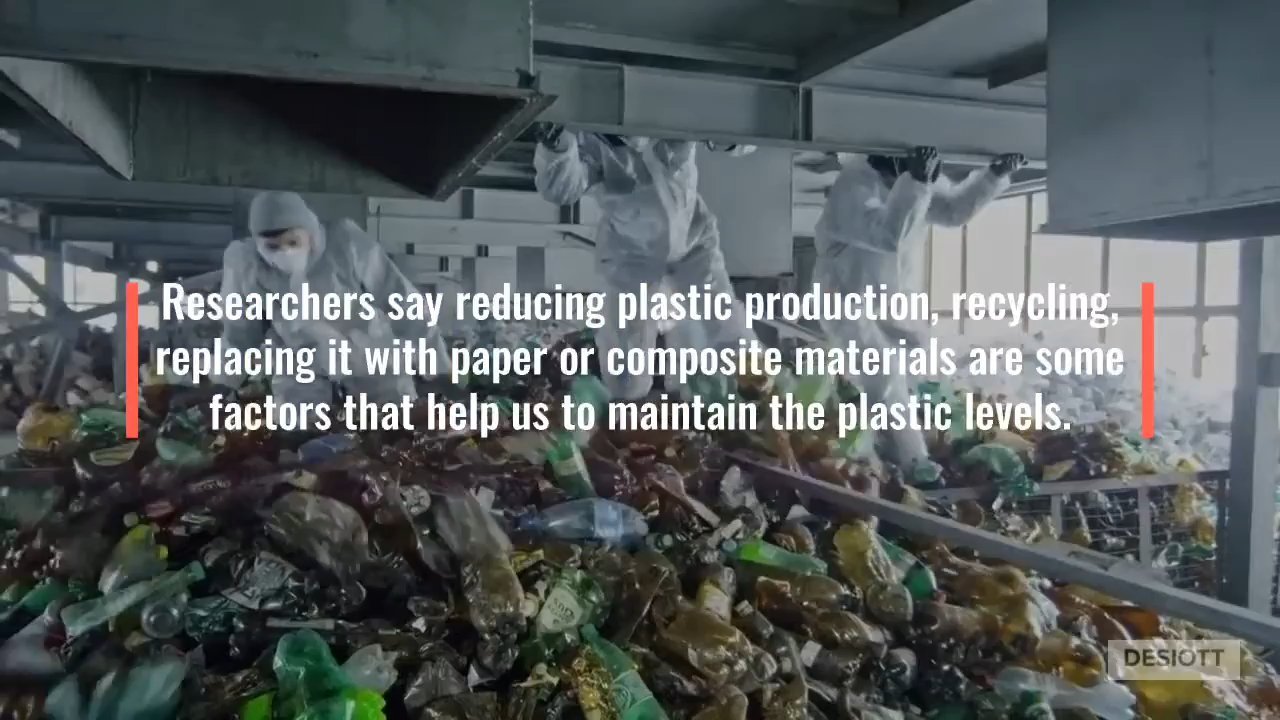 Researchers say reducing plastic production, recycling,
replacing it with paper or composite materials are some
factors that help us to maintain the plastic levels.
DESIOTT